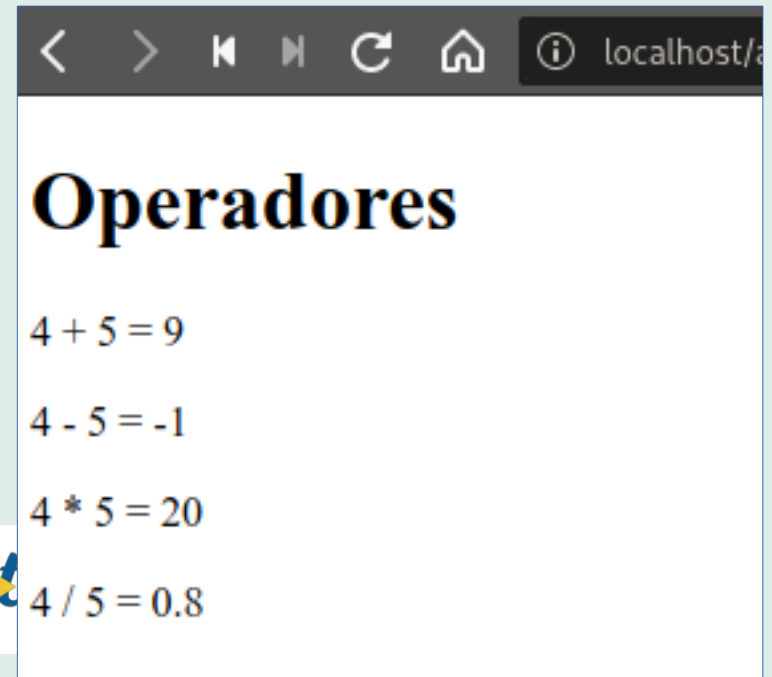 localhost/
Operadores
4 + 5 = 9
4 - 5 = -1
4 * 5 = 20
4 / 5 = 0.8